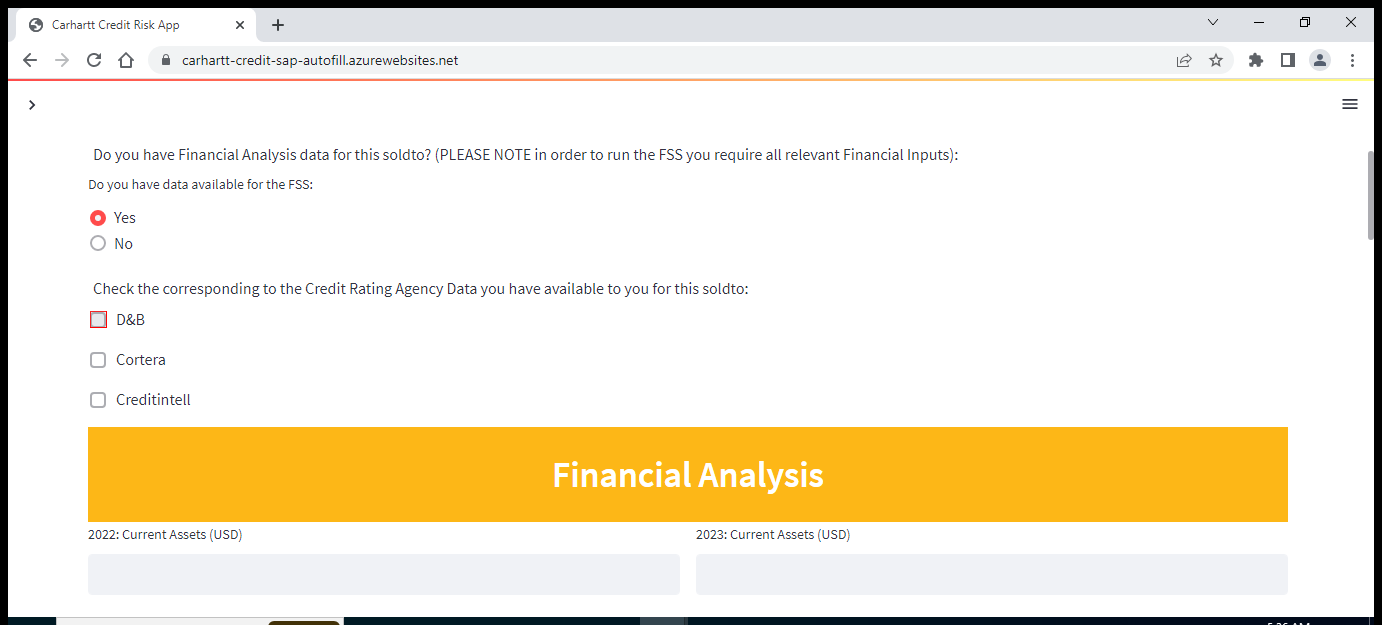 Carhartt Credit Risk App
carhartt-credit-sap-autofill.azurewebsites.net
Do you have Financial Analysis data for this soldto? (PLEASE NOTE in order to run the FSS you require all relevant Financial Inputs):
Do you have data available for the FSS:
Yes
No
Check the corresponding to the Credit Rating Agency Data you have available to you for this soldto:
D&B
Cortera
Creditintell
Financial Analysis
2022: Current Assets (USD) 2023: Current Assets (USD)